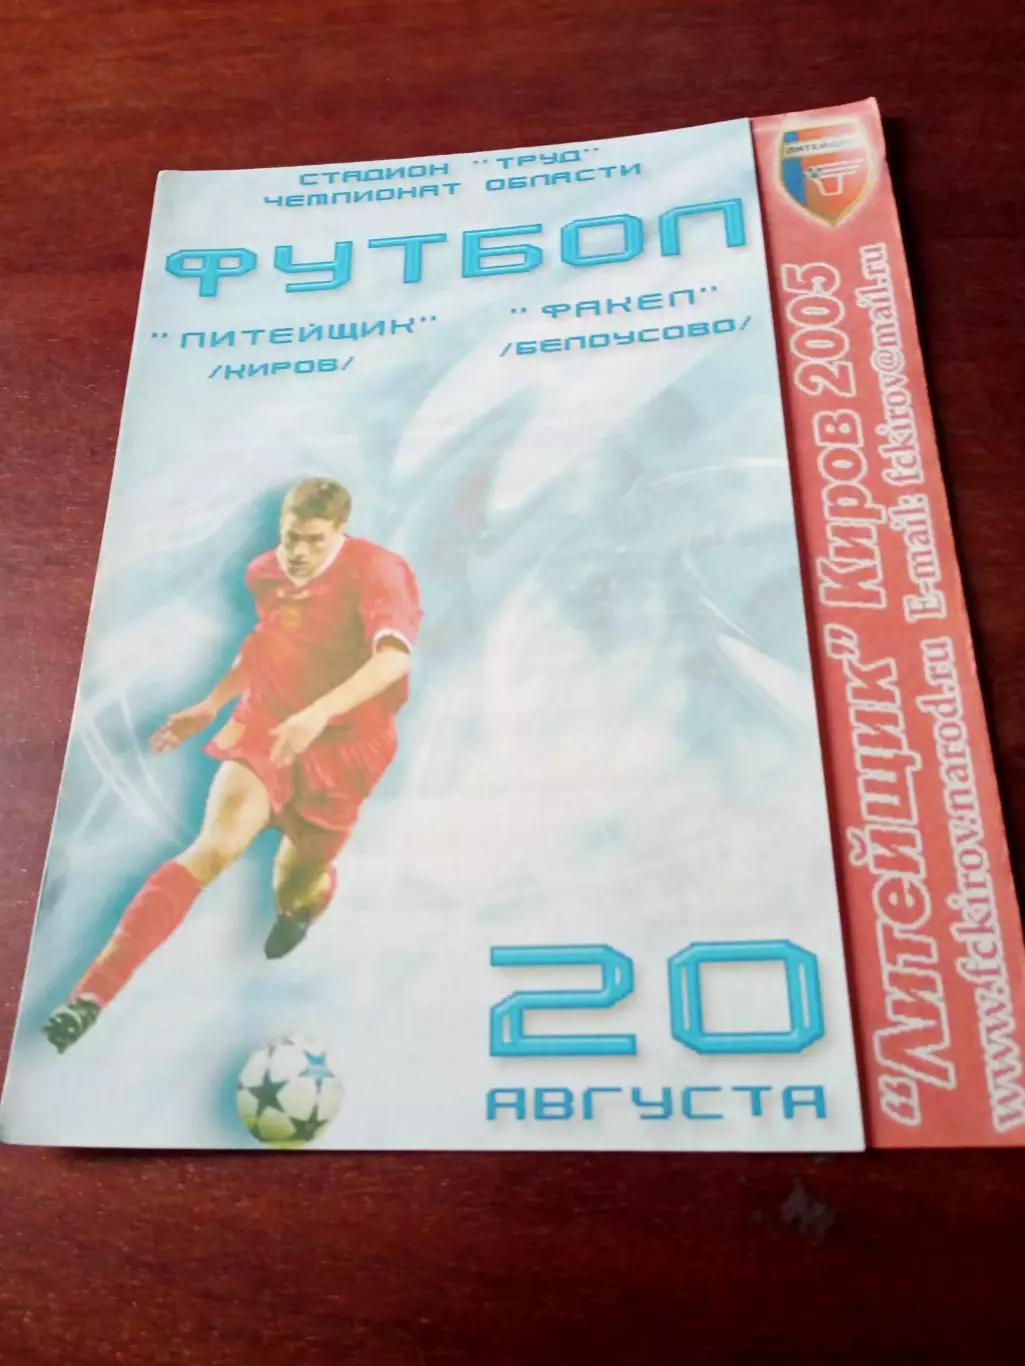 СТАДИОН "ТРУД"
ЧЕМПИОНАТ ОБЛАСТИ
ФУТБОЛ
"ЛИТЕЙЩИК"
/КИРОВ/
"ФАКЕЛ"
/БЕЛОУСОВО/
20
АВГУСТА
ЛИТЕЙЩИК
"Литейщик" Киров 2005
www.fckirov.narod.ru E-mail: fckirov@mail.ru